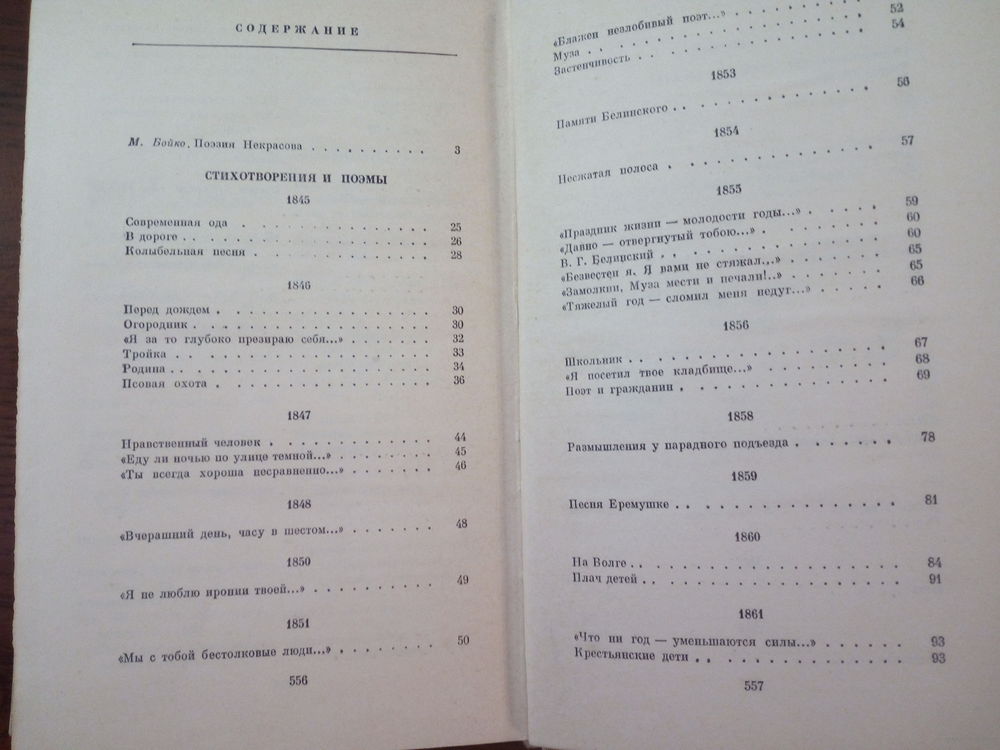 СОДЕРЖАНИЕ
М. Бойко. Поэзия Некрасова . . . . . . . . . . 3
СТИХОТВОРЕНИЯ И ПОЭМЫ
1845
Современная ода . . . . . . . . . . . . . 25
В дороге . . . . . . . . . . . . . . . . 26
Колыбельная песня . . . . . . . . . . . . 28
1846
Перед дождем . . . . . . . . . . . . . . 30
Огородник . . . . . . . . . . . . . . . . 30
«Я за то глубоко презираю себя...» . . . . . . 32
Тройка . . . . . . . . . . . . . . . . . 33
Родина . . . . . . . . . . . . . . . . . 34
Псовая охота . . . . . . . . . . . . . . 36
1847
Нравственный человек . . . . . . . . . . . 44
«Еду ли ночью по улице темной...» . . . . . . 45
«Ты всегда хороша несравненно...» . . . . . . 46
1848
«Вчерашний день, часу в шестом...» . . . . . . 48
1850
«Я не люблю иронии твоей...» . . . . . . . . 49
1851
«Мы с тобой бестолковые люди...» . . . . . . . 50
556
«Блажен незлобивый поэт...» . . . . . . . . 52
Муза . . . . . . . . . . . . . . . . . . 54
Застенчивость . . . . . . . . . . . . . .
1853
Памяти Белинского . . . . . . . . . . . . 56
1854
Несжатая полоса . . . . . . . . . . . . . 57
1855
«Праздник жизни — молодости годы...» . . . . . 59
«Давно — отвергнутый тобою...» . . . . . . . 60
В. Г. Белинский . . . . . . . . . . . . . 60
«Безвестен я. Я вами не стяжал...» . . . . . . 65
«Замолкни, Муза мести и печали!..» . . . . . . 65
«Тяжелый год — сломил меня недуг...» . . . . . 66
1856
Школьник . . . . . . . . . . . . . . . . 67
«Я посетил твое кладбище...» . . . . . . . . 68
Поэт и гражданин . . . . . . . . . . . . . 69
1858
Размышления у парадного подъезда . . . . . . . 78
1859
Песня Еремушке . . . . . . . . . . . . . . 81
1860
На Волге . . . . . . . . . . . . . . . . 84
Плач детей . . . . . . . . . . . . . . . 91
1861
«Что ни год — уменьшаются силы...» . . . . . . 93
Крестьянские дети . . . . . . . . . . . . 93
557